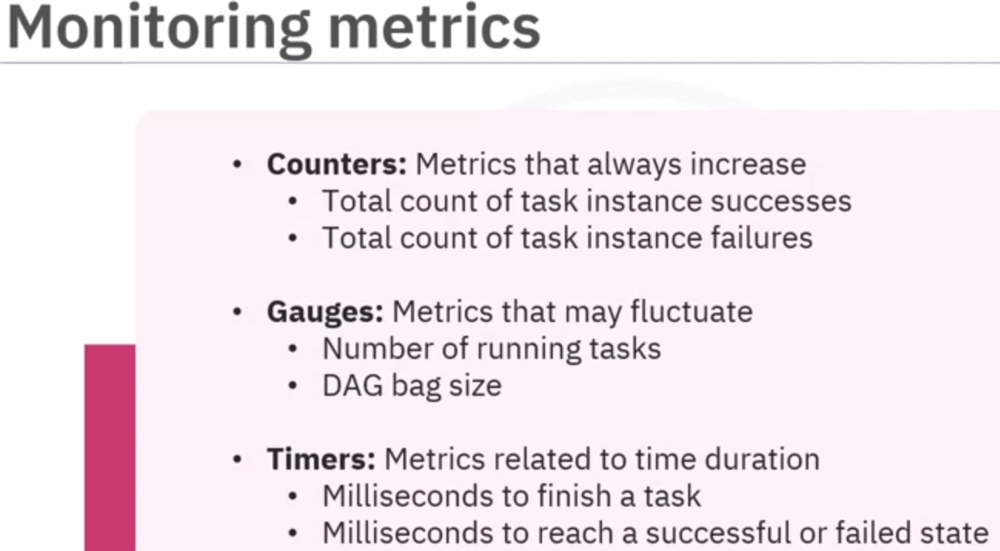 Monitoring metrics
• Counters: Metrics that always increase
• Total count of task instance successes
• Total count of task instance failures
• Gauges: Metrics that may fluctuate
• Number of running tasks
• DAG bag size
• Timers: Metrics related to time duration
• Milliseconds to finish a task
• Milliseconds to reach a successful or failed state